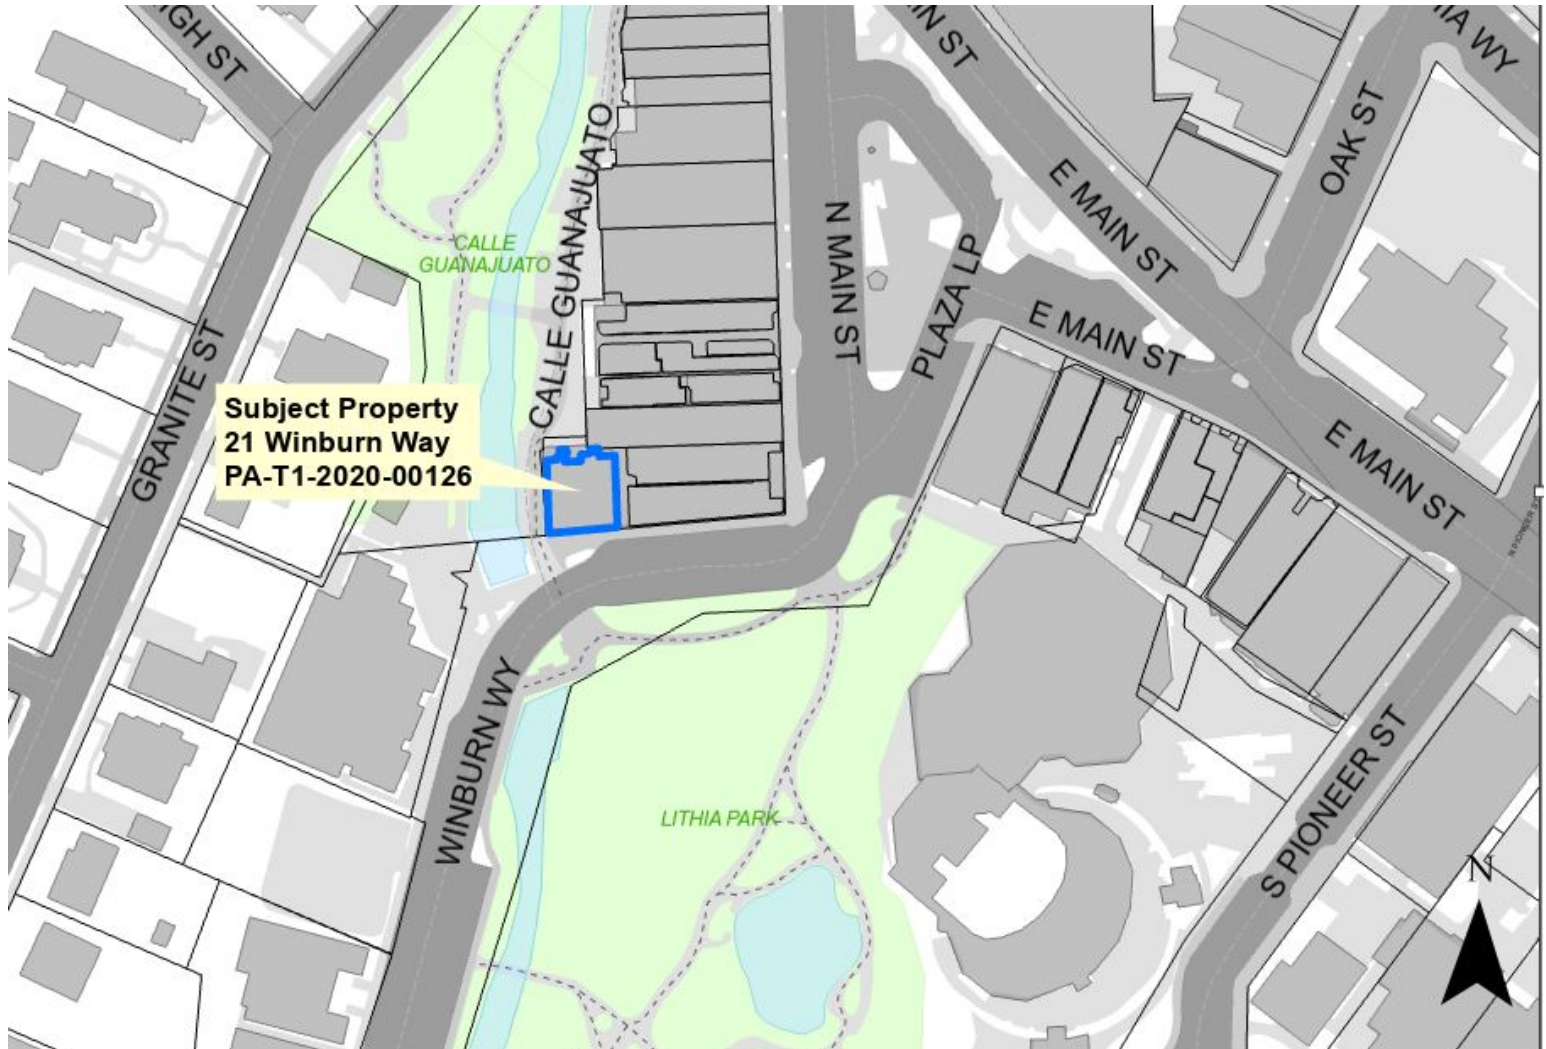 IGH ST
IN ST
HIA WY
OAK ST
CALLE GUANAJUATO
E MAIN ST
CALLE
GUANAJUATO
N MAIN ST
PLAZA LP
E MAIN ST
GRANITE ST
Subject Property
21 Winburn Way
PA-T1-2020-00126
E MAIN ST
N PIONEER ST
WINBURN WY
LITHIA PARK
S PIONEER ST
N